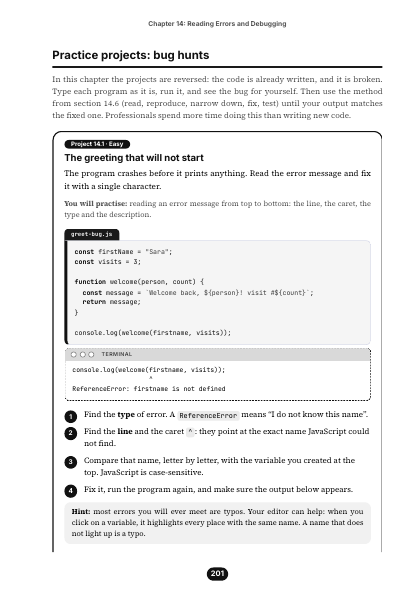 Chapter 14: Reading Errors and Debugging
Practice projects: bug hunts
In this chapter the projects are reversed: the code is already written, and it is broken.
Type each program as it is, run it, and see the bug for yourself. Then use the method
from section 14.6 (read, reproduce, narrow down, fix, test) until your output matches
the fixed one. Professionals spend more time doing this than writing new code.
Project 14.1 · Easy
The greeting that will not start
The program crashes before it prints anything. Read the error message and fix
it with a single character.
You will practise: reading an error message from top to bottom: the line, the caret, the
type and the description.
greet-bug.js
const firstName = "Sara";
const visits = 3;
function welcome(person, count) {
const message = `Welcome back, ${person}! visit #${count}`;
return message;
}
console.log(welcome(firstname, visits));
TERMINAL
console.log(welcome(firstname, visits));
^
ReferenceError: firstname is not defined
1 Find the type of error. A ReferenceError means “I do not know this name”.
2 Find the line and the caret ^: they point at the exact name JavaScript could
not find.
3 Compare that name, letter by letter, with the variable you created at the
top. JavaScript is case-sensitive.
4 Fix it, run the program again, and make sure the output below appears.
Hint: most errors you will ever meet are typos. Your editor can help: when you
click on a variable, it highlights every place with the same name. A name that does
not light up is a typo.
201